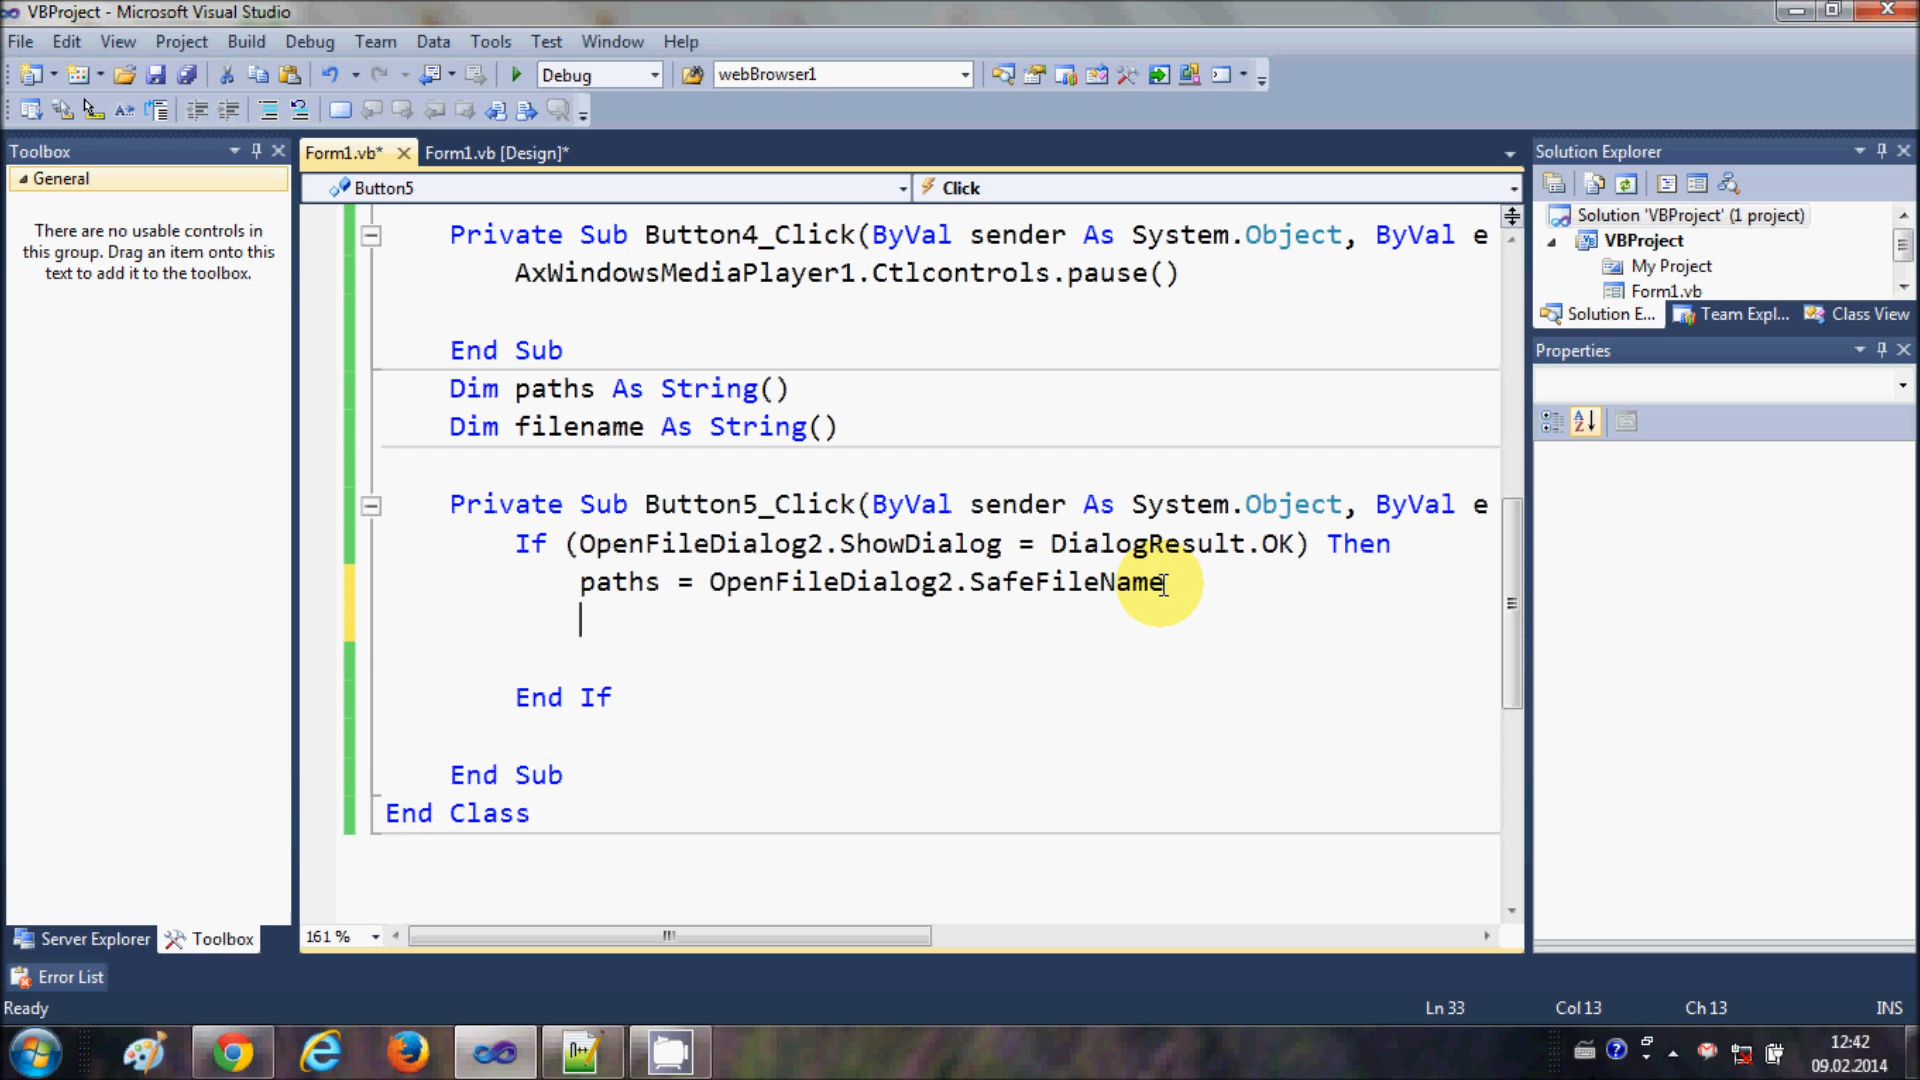 VBProject - Microsoft Visual Studio
File Edit View Project Build Debug Team Data Tools Test Window Help
Debug webBrowser1
Toolbox
General
There are no usable controls in
this group. Drag an item onto this
text to add it to the toolbox.
Server Explorer Toolbox
Form1.vb* Form1.vb [Design]*
Button5 Click
Private Sub Button4_Click(ByVal sender As System.Object, ByVal e
AxWindowsMediaPlayer1.Ctlcontrols.pause()
End Sub
Dim paths As String()
Dim filename As String()
Private Sub Button5_Click(ByVal sender As System.Object, ByVal e
If (OpenFileDialog2.ShowDialog = DialogResult.OK) Then
paths = OpenFileDialog2.SafeFileName
End If
End Sub
End Class
161 %
Solution Explorer
Solution 'VBProject' (1 project)
VBProject
My Project
Form1.vb
Solution E... Team Expl... Class View
Properties
Error List
Ready Ln 33 Col 13 Ch 13 INS
12:42
09.02.2014